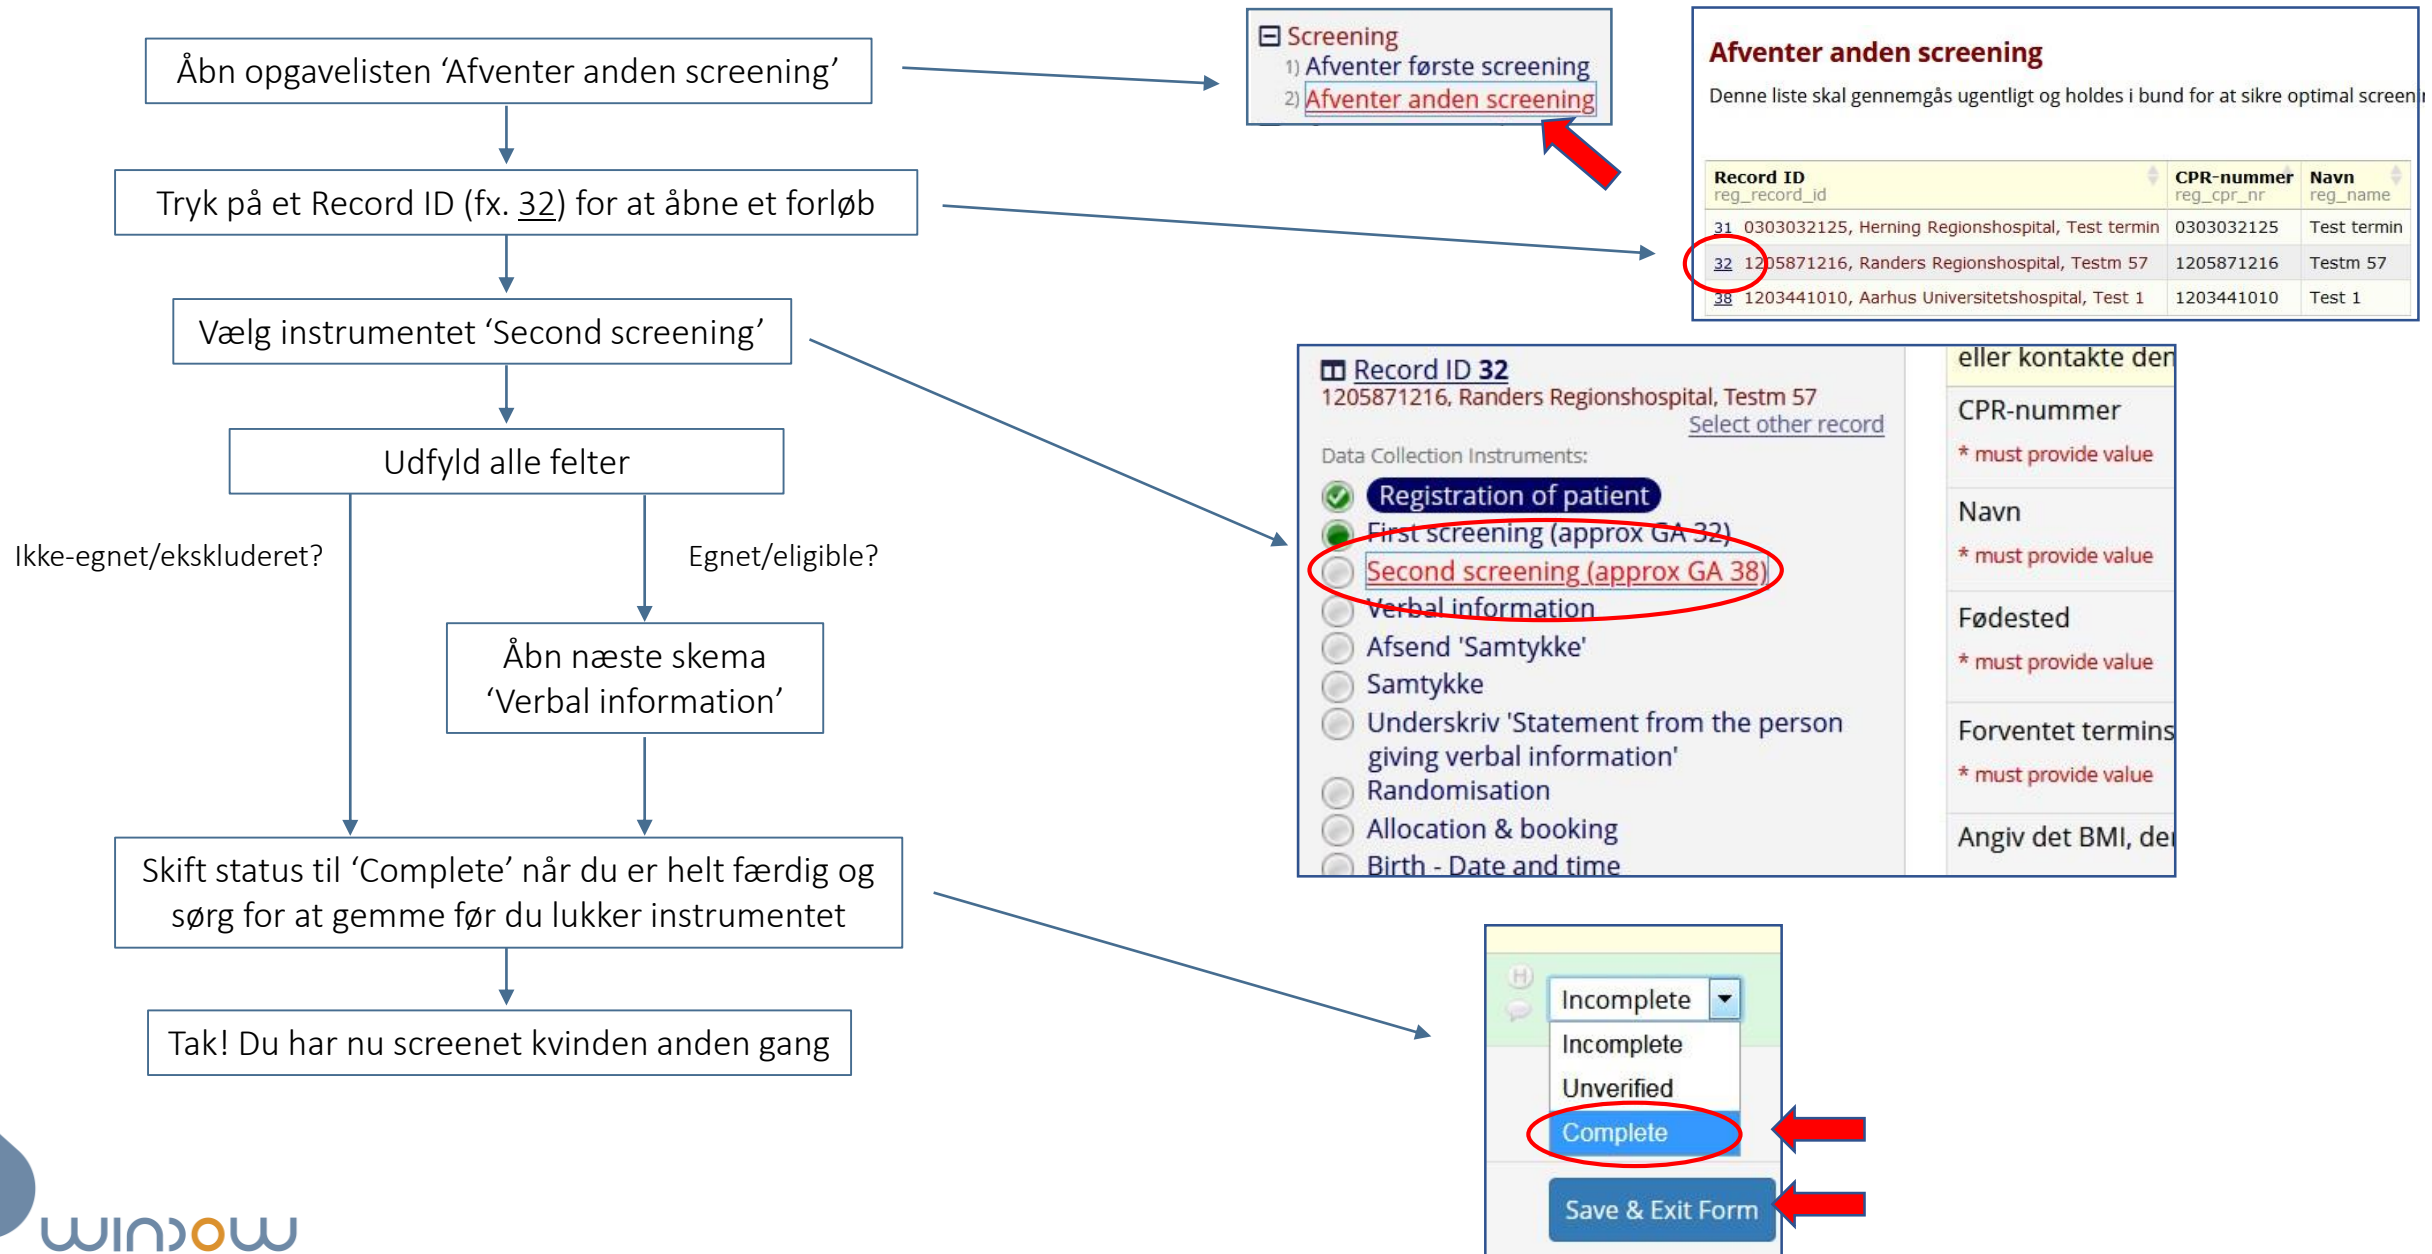 Åbn opgavelisten ‘Afventer anden screening’
Tryk på et Record ID (fx. 32) for at åbne et forløb
Vælg instrumentet ‘Second screening’
Udfyld alle felter
Ikke-egnet/ekskluderet?
Egnet/eligible?
Åbn næste skema
‘Verbal information’
Skift status til ‘Complete’ når du er helt færdig og
sørg for at gemme før du lukker instrumentet
Tak! Du har nu screenet kvinden anden gang
Screening
1) Afventer første screening
2) Afventer anden screening
Afventer anden screening
Denne liste skal gennemgås ugentligt og holdes i bund for at sikre optimal
Record ID CPR-nummer Navn
reg_record_id reg_cpr_nr reg_name
31 0303032125, Herning Regionshospital, Test termin 0303032125 Test termin
32 1205871216, Randers Regionshospital, Testm 57 1205871216 Testm 57
38 1203441010, Aarhus Universitetshospital, Test 1 1203441010 Test 1
Record ID 32
1205871216, Randers Regionshospital, Testm 57
Select other record
Data Collection Instruments:
Registration of patient
First screening (approx GA 32)
Second screening (approx GA 38)
Verbal information
Afsend 'Samtykke'
Samtykke
Underskriv 'Statement from the person
giving verbal information'
Randomisation
Allocation & booking
Birth - Date and time
eller kontakte den
CPR-nummer
* must provide value
Navn
* must provide value
Fødested
* must provide value
Forventet termins
* must provide value
Angiv det BMI,
H
Incomplete
Incomplete
Unverified
Complete
Save & Exit Form
window